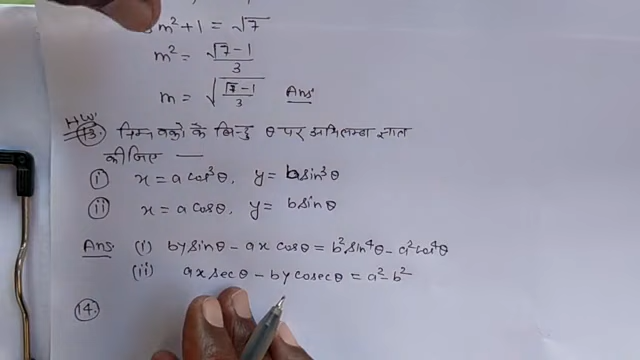 3m²+1 = √7
m² = √7-1/3
m = √(√7-1/3) Ans:
HW. 13. निम्न वक्रो के बिन्दु θ पर अभिलम्ब ज्ञात
कीजिए —
(i) x = a cos³θ, y = b sin³θ
(ii) x = a cosθ, y = b sinθ
Ans: (i) by sinθ - ax cosθ = b² sin⁴θ - a² cos⁴θ
(ii) ax secθ - by cosecθ = a² - b²
14.